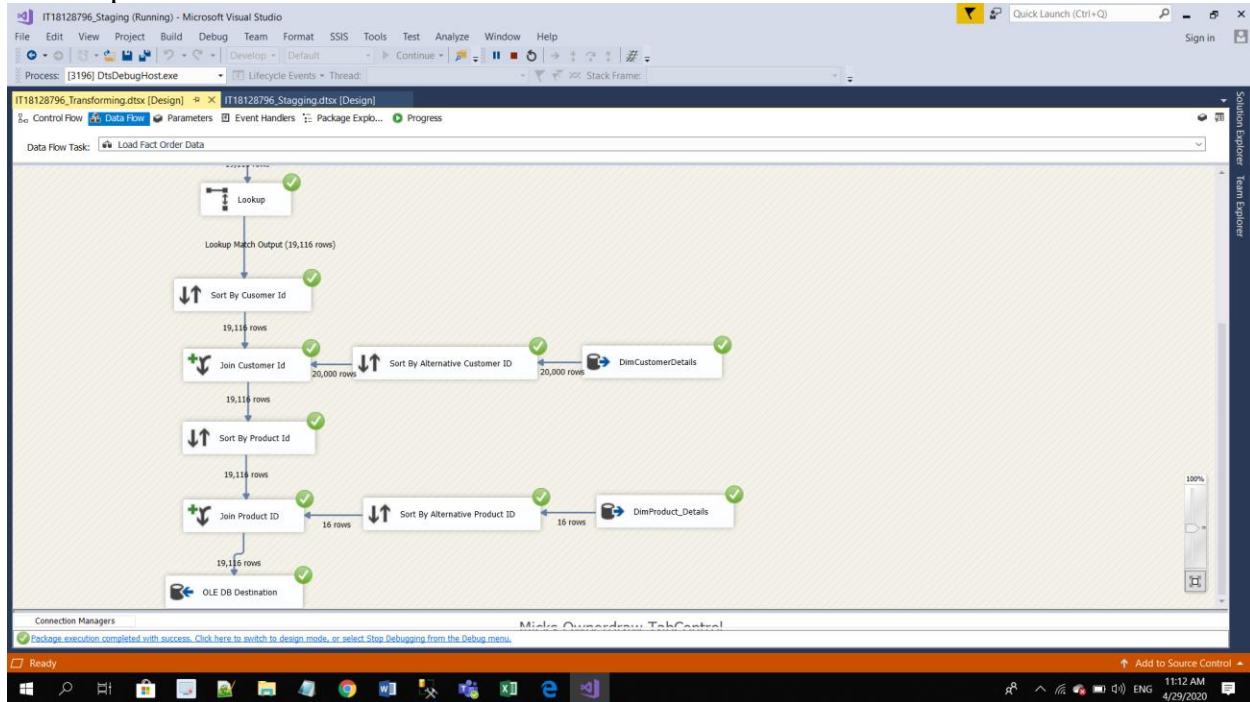 IT18128796_Staging (Running) - Microsoft Visual Studio
Quick Launch (Ctrl+Q)
File Edit View Project Build Debug Team Format SSIS Tools Test Analyze Window Help
Sign in
Develop Default Continue
Process: [3196] DtsDebugHost.exe Lifecycle Events Thread: Stack Frame:
IT18128796_Transforming.dtsx [Design] IT18128796_Stagging.dtsx [Design]
Control Flow Data Flow Parameters Event Handlers Package Explo... Progress
Data Flow Task: Load Fact Order Data
Solution Explorer
Team Explorer
Lookup
Lookup Match Output (19,116 rows)
Sort By Cusomer Id
19,116 rows
Join Customer Id
20,000 rows
Sort By Alternative Customer ID
20,000 rows
DimCustomerDetails
19,116 rows
Sort By Product Id
19,116 rows
Join Product ID
16 rows
Sort By Alternative Product ID
16 rows
DimProduct_Details
19,116 rows
OLE DB Destination
100%
Connection Managers
Micks Ownerdraw TabControl
Package execution completed with success. Click here to switch to design mode, or select Stop Debugging from the Debug menu.
Ready
Add to Source Control
ENG
11:12 AM
4/29/2020